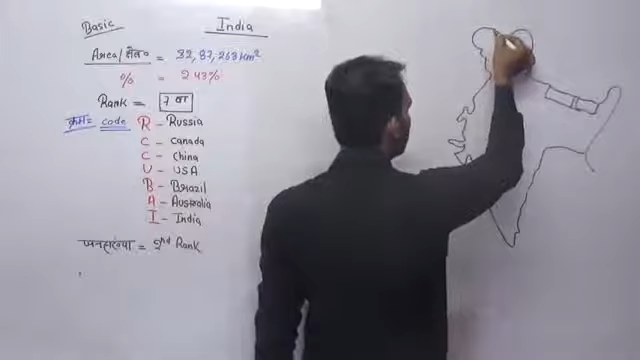 Basic India
Area/क्षेत्र० = 32,87,263 km²
% = 2.43%
Rank = 7 वा
क्रम= code
R - Russia
C - Canada
C - China
U - USA
B - Brazil
A - Australia
I - India
जनसंख्या = 2nd Rank